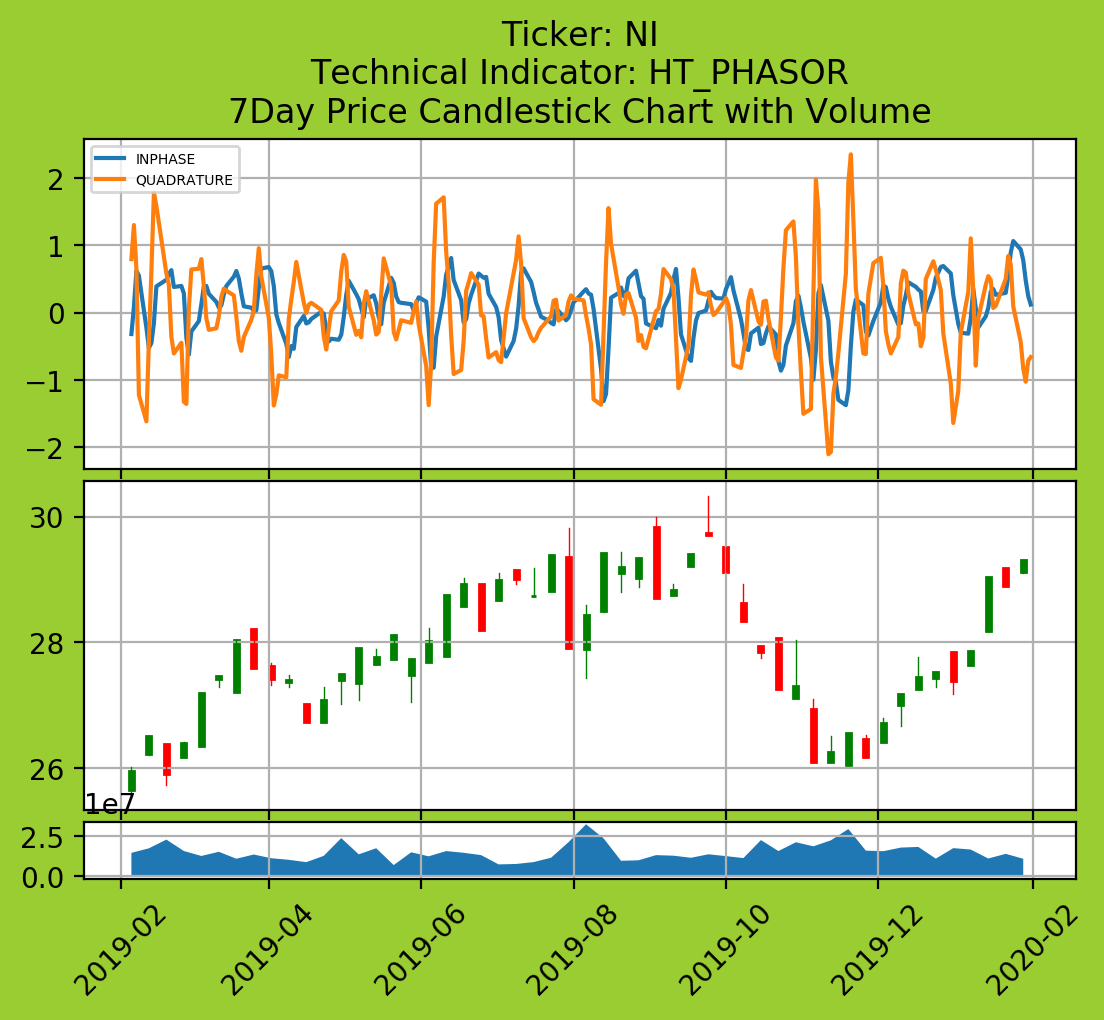 Ticker: NI
Technical Indicator: HT_PHASOR
7Day Price Candlestick Chart with Volume
INPHASE
QUADRATURE
2
1
0
−1
−2
30
28
26
1e7
2.5
0.0
2019-02
2019-04
2019-06
2019-08
2019-10
2019-12
2020-02